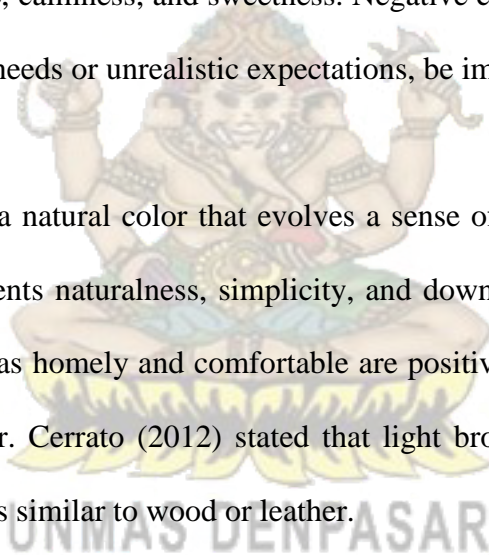 , calmness, and sweetness. Negative
needs or unrealistic expectations, be im
a natural color that evolves a sense of
ents naturalness, simplicity, and down
as homely and comfortable are positiv
r. Cerrato (2012) stated that light bro
s similar to wood or leather.
UNMAS DENPASAR